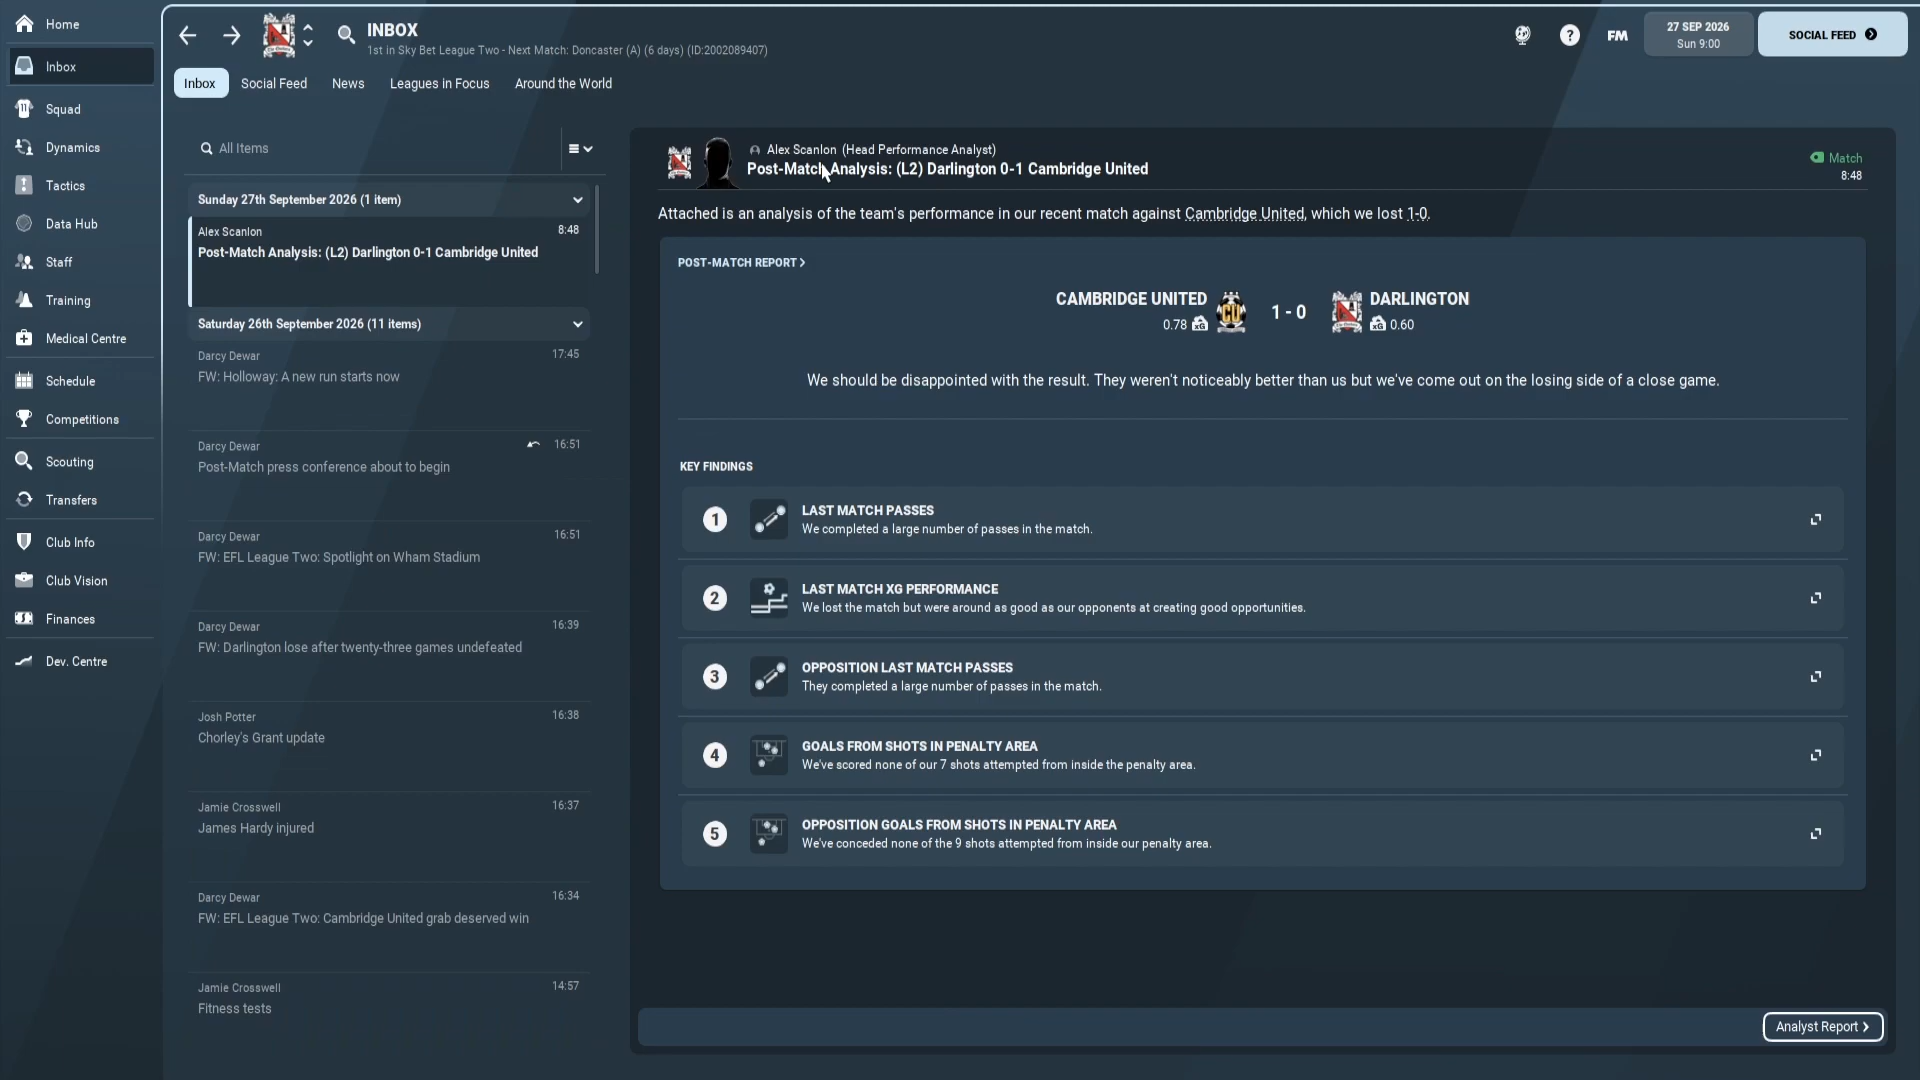 Home
Inbox
Squad
Dynamics
Tactics
Data Hub
Staff
Training
Medical Centre
Schedule
Competitions
Scouting
Transfers
Club Info
Club Vision
Finances
Dev. Centre
INBOX
1st in Sky Bet League Two - Next Match: Doncaster (A) (6 days) (ID:2002089407)
?
FM
27 SEP 2026
Sun 9:00
SOCIAL FEED
Inbox Social Feed News Leagues in Focus Around the World
All Items
Sunday 27th September 2026 (1 item)
Alex Scanlon 8:48
Post-Match Analysis: (L2) Darlington 0-1 Cambridge United
Saturday 26th September 2026 (11 items)
Darcy Dewar 17:45
FW: Holloway: A new run starts now
Darcy Dewar 16:51
Post-Match press conference about to begin
Darcy Dewar 16:51
FW: EFL League Two: Spotlight on Wham Stadium
Darcy Dewar 16:39
FW: Darlington lose after twenty-three games undefeated
Josh Potter 16:38
Chorley's Grant update
Jamie Crosswell 16:37
James Hardy injured
Darcy Dewar 16:34
FW: EFL League Two: Cambridge United grab deserved win
Jamie Crosswell 14:57
Fitness tests
Alex Scanlon (Head Performance Analyst)
Post-Match Analysis: (L2) Darlington 0-1 Cambridge United
Match
8:48
Attached is an analysis of the team's performance in our recent match against Cambridge United, which we lost 1-0.
POST-MATCH REPORT
CAMBRIDGE UNITED
0.78 xG
CU
1 - 0
DARLINGTON
xG 0.60
We should be disappointed with the result. They weren't noticeably better than us but we've come out on the losing side of a close game.
KEY FINDINGS
1
LAST MATCH PASSES
We completed a large number of passes in the match.
2
LAST MATCH XG PERFORMANCE
We lost the match but were around as good as our opponents at creating good opportunities.
3
OPPOSITION LAST MATCH PASSES
They completed a large number of passes in the match.
4
GOALS FROM SHOTS IN PENALTY AREA
We've scored none of our 7 shots attempted from inside the penalty area.
5
OPPOSITION GOALS FROM SHOTS IN PENALTY AREA
We've conceded none of the 9 shots attempted from inside our penalty area.
Analyst Report